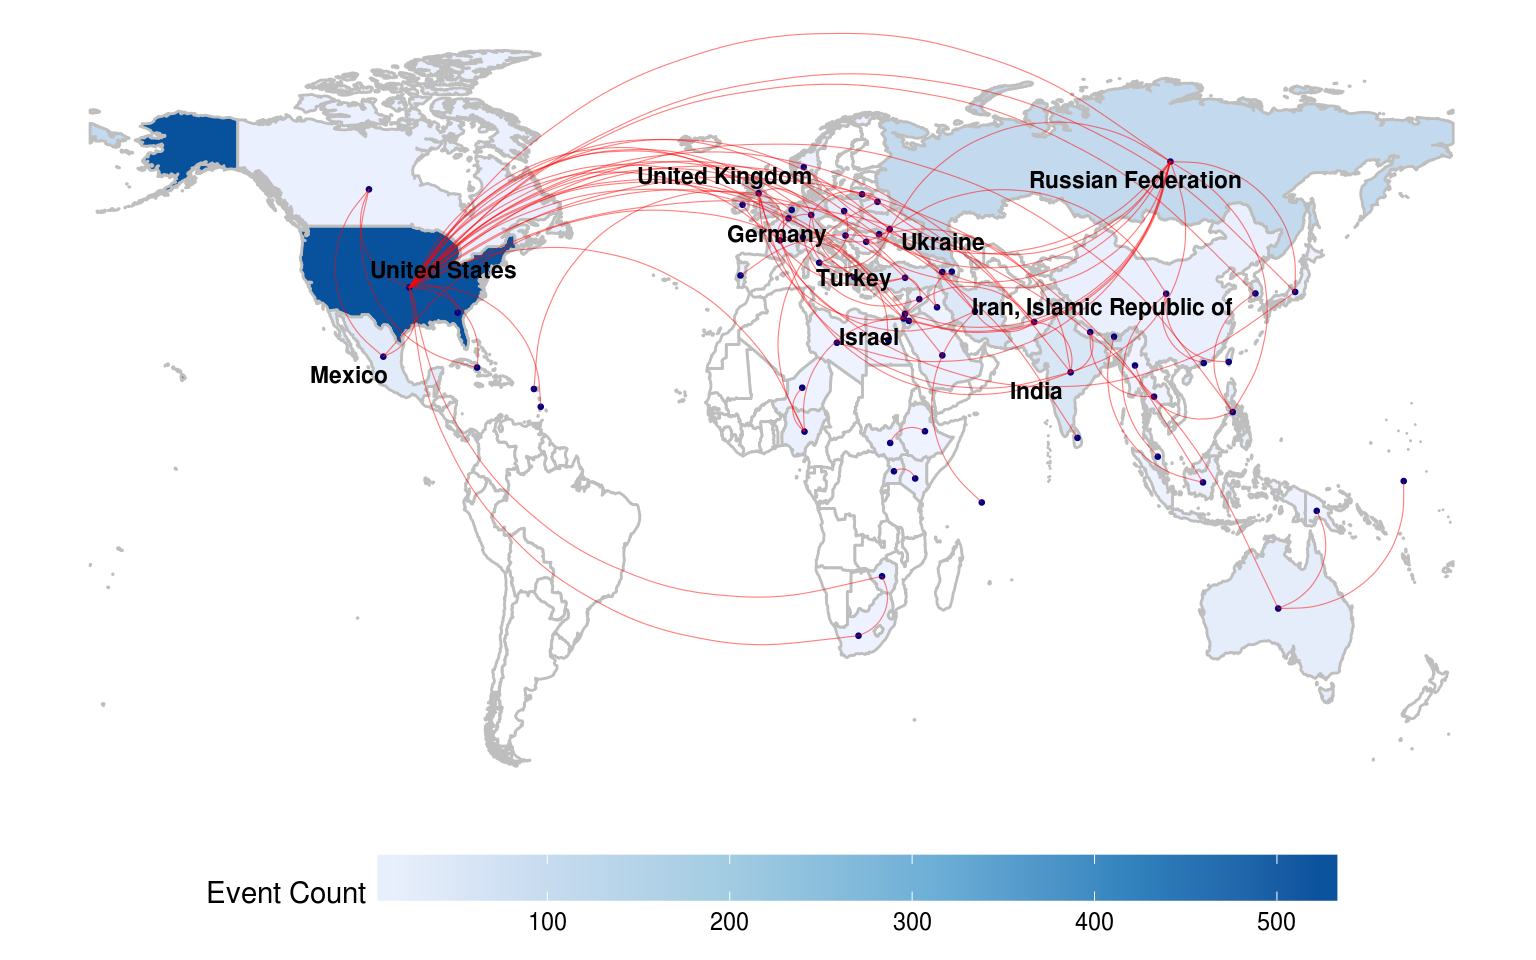 United Kingdom
Russian Federation
Germany
Ukraine
United States
Turkey
Iran, Islamic Republic of
Israel
Mexico
India
Event Count
100
200
300
400
500